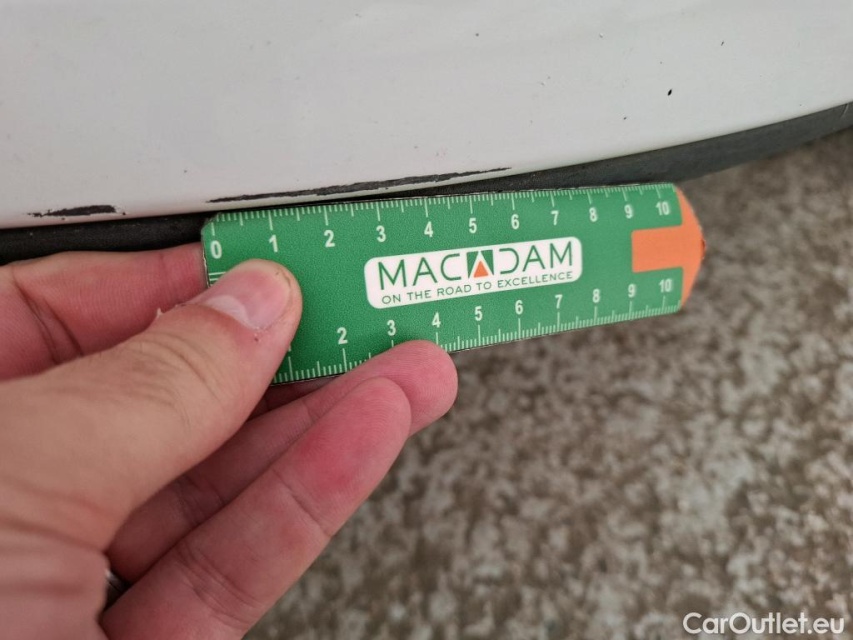 0 1 2 3 4 5 6 7 8 9 10
MACADAM
ON THE ROAD TO EXCELLENCE
2 3 4 5 6 7 8 9 10
CarOutlet.eu